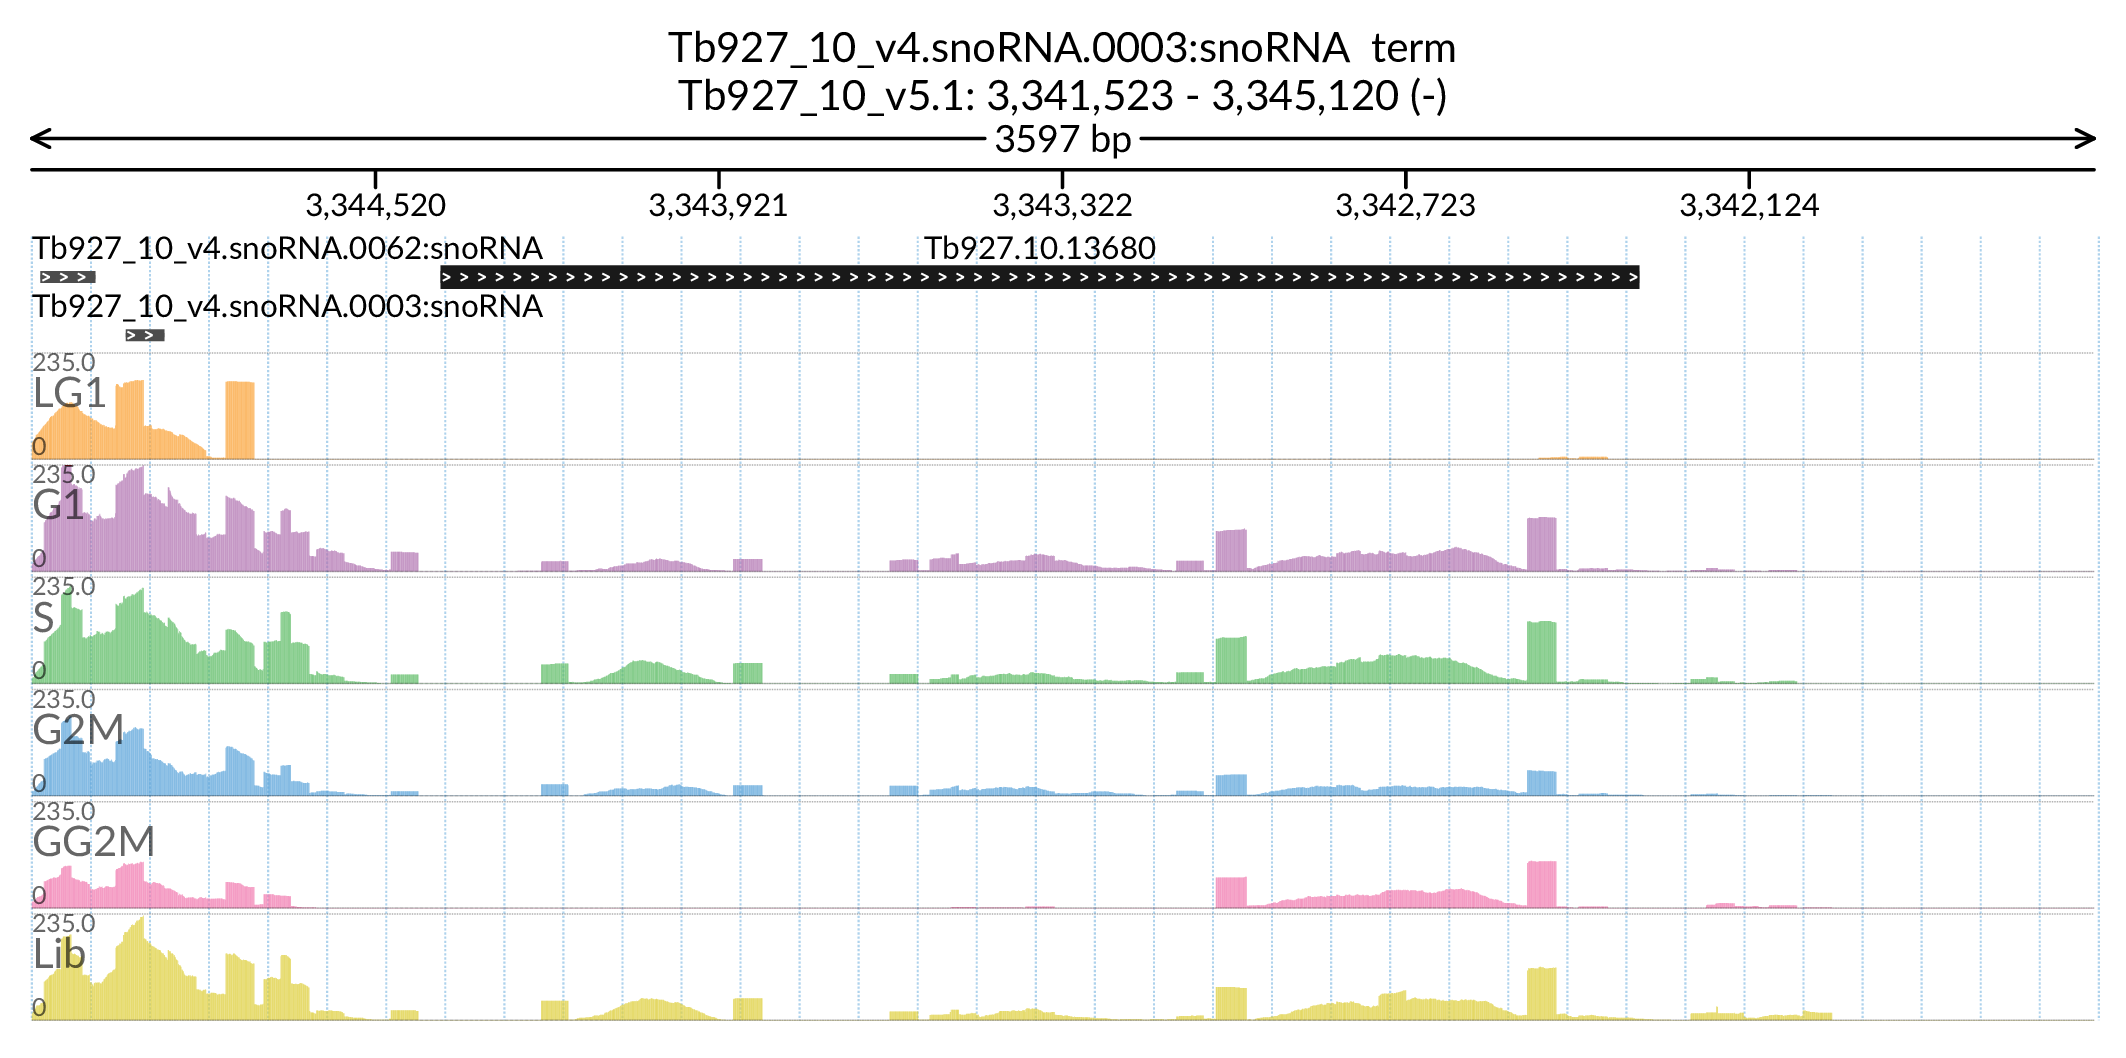 Tb927_10_v4.snoRNA.0003:snoRNA term
Tb927_10_v5.1: 3,341,523 - 3,345,120 (-)
3597 bp
3,344,520 3,343,921 3,343,322 3,342,723 3,342,124
Tb927_10_v4.snoRNA.0062:snoRNA Tb927.10.13680
Tb927_10_v4.snoRNA.0003:snoRNA
235.0
LG1
0
235.0
G1
0
235.0
S
0
235.0
G2M
0
235.0
GG2M
0
235.0
Lib
0